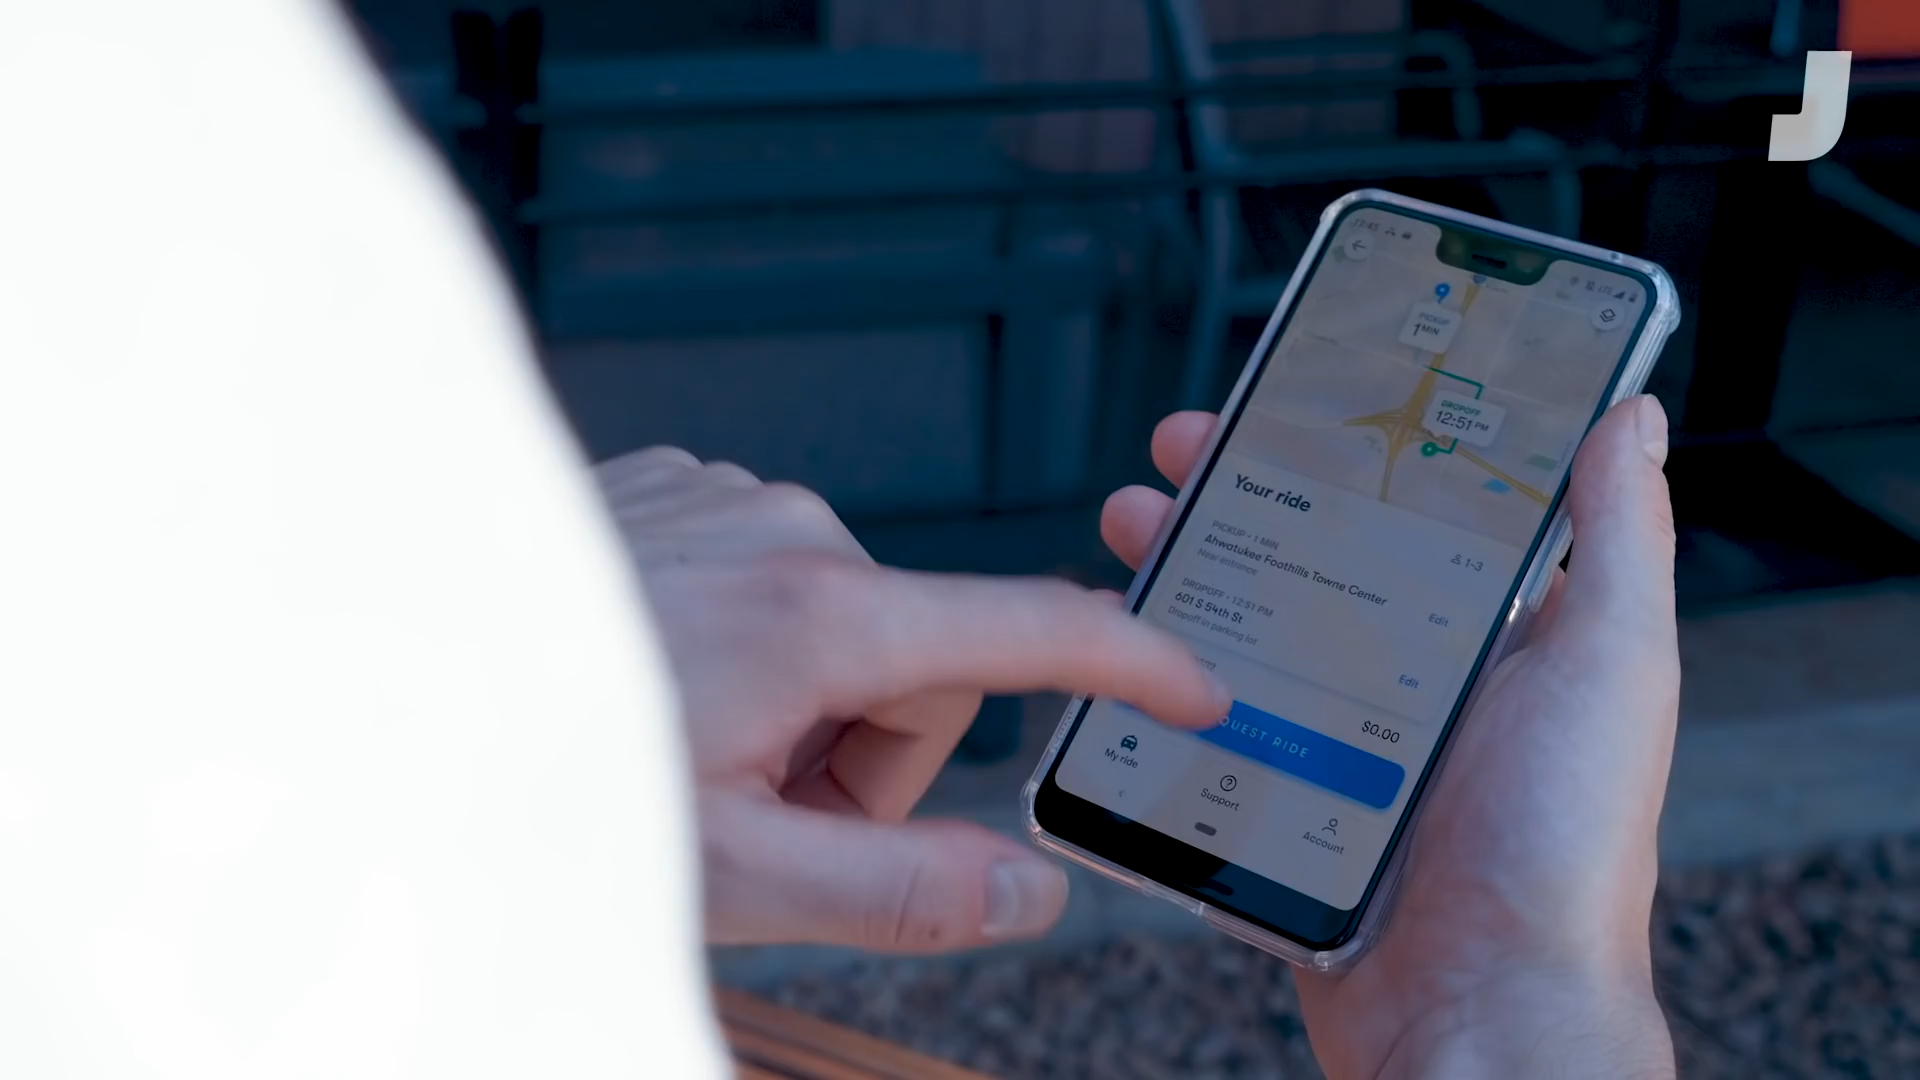 J
PICKUP
1 MIN
DROPOFF
12:51 PM
Your ride
PICKUP • 1 MIN
Ahwatukee Foothills Towne Center
Near entrance
1-3
Edit
DROPOFF • 12:51 PM
601 S 54th St
Dropoff in parking lot
Edit
$0.00
QUEST RIDE
My ride
Support
Account